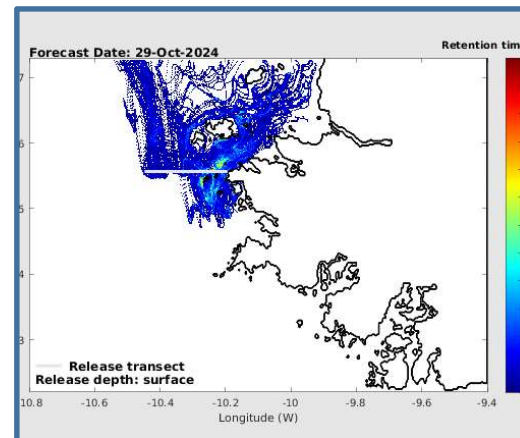 Forecast Date: 29-Oct-2024
Retention tim
7
6
5
4
3
Release transect
Release depth: surface
10.8 -10.6 -10.4 -10.2 -10 -9.8 -9.6 -9.4
Longitude (W)